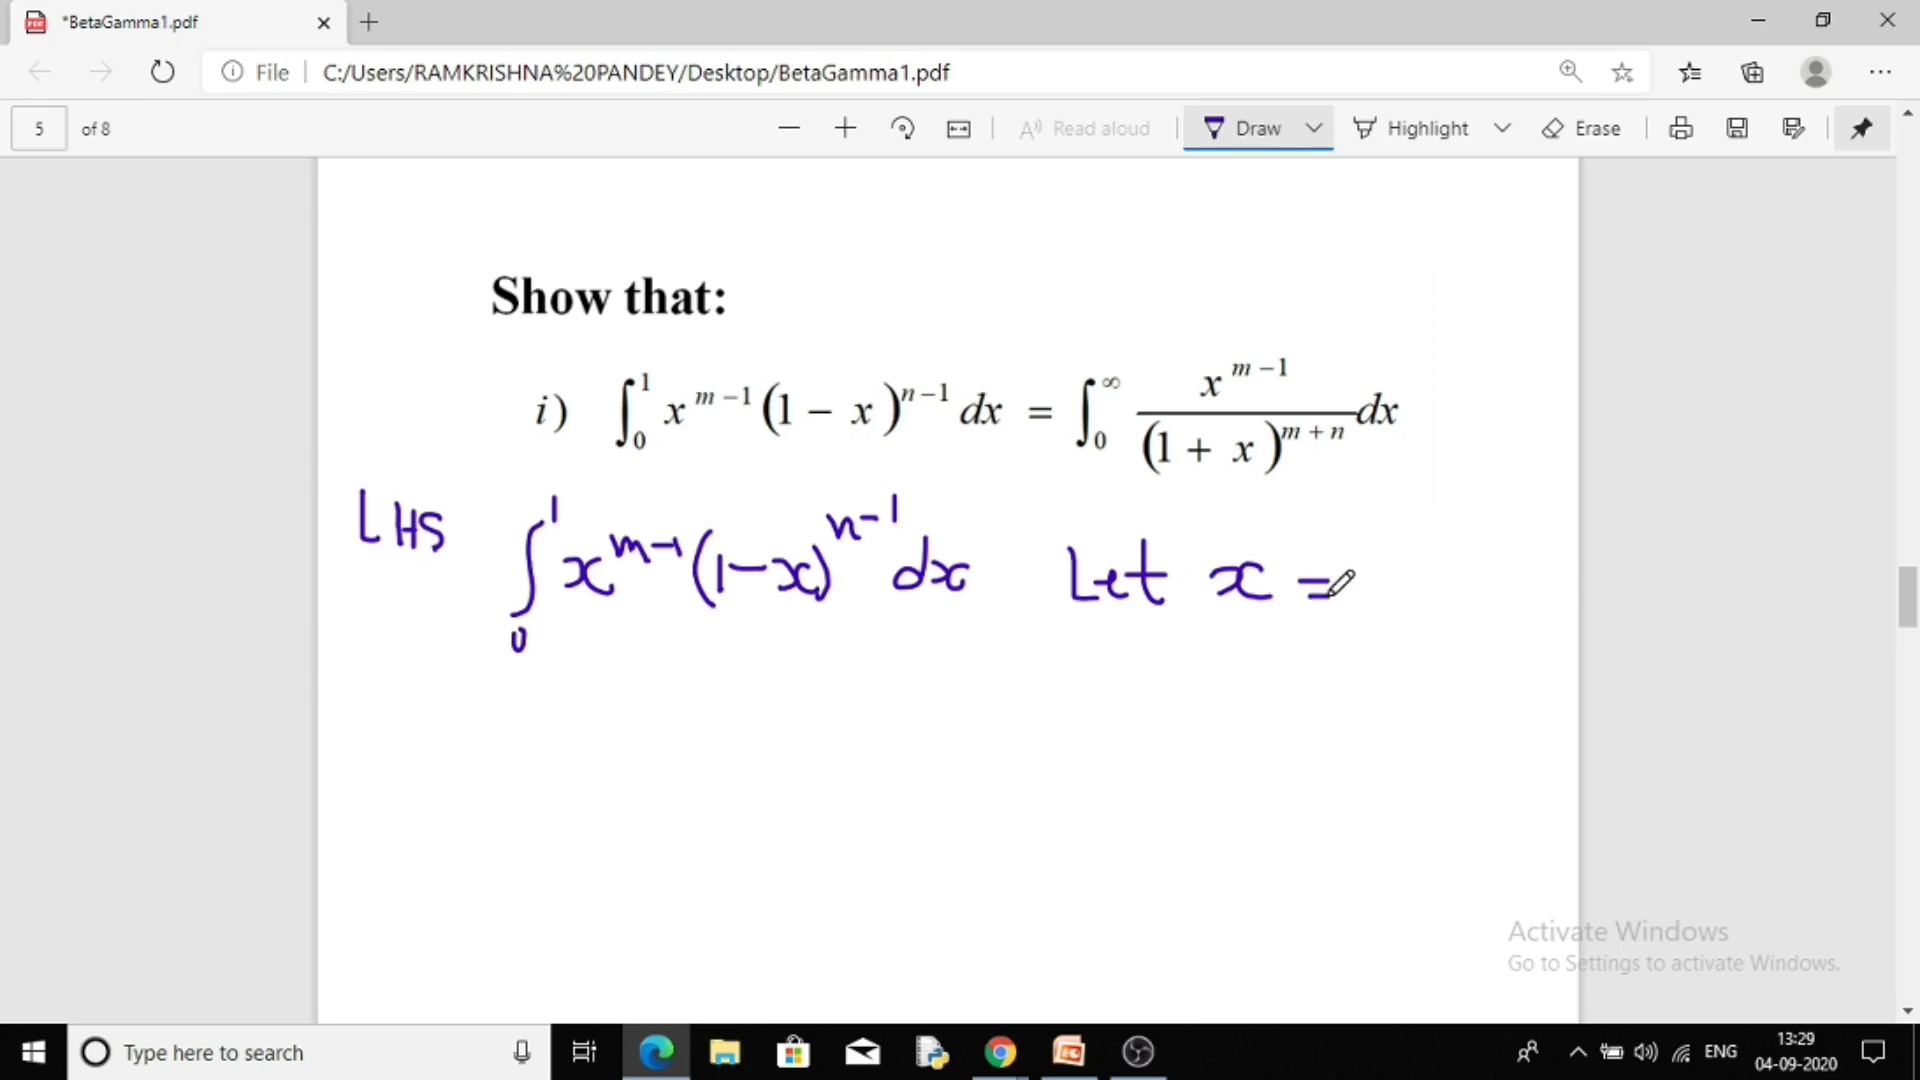 *BetaGamma1.pdf
File C:/Users/RAMKRISHNA%20PANDEY/Desktop/BetaGamma1.pdf
5 of 8 Read aloud Draw Highlight Erase
Show that:
i) ∫₀¹ x^{m-1} (1 - x)^{n-1} dx = ∫₀^∞ x^{m-1} / (1 + x)^{m+n} dx
LHS ∫₀¹ x^{m-1} (1-x)^{n-1} dx Let x =
Activate Windows
Go to Settings to activate Windows.
Type here to search
ENG
13:29
04-09-2020